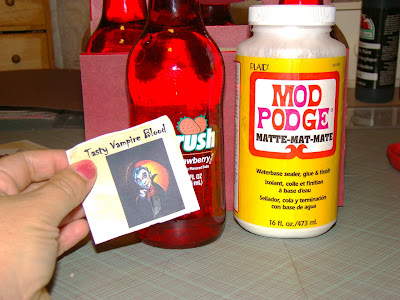 Tasty Vampire Blood
Crush
Strawberry
PLAID
MOD
PODGE
MATTE-MAT-MATE
Waterbase sealer, glue & finish
Isolant, colle et finition
à base d'eau
Sellador, cola y terminación
con base de agua
16 fl. oz./473 mL